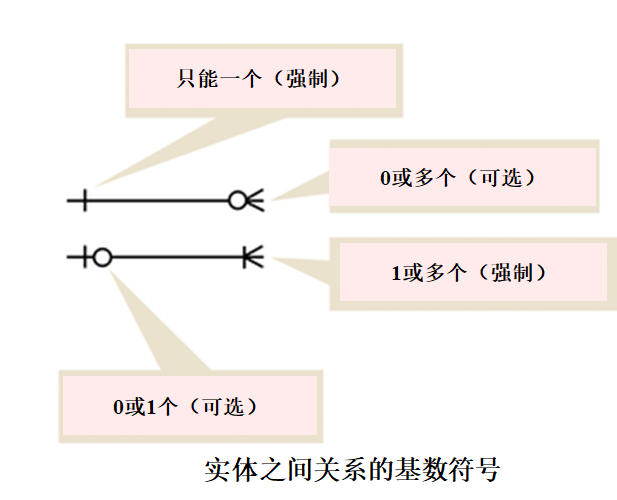 只能一个（强制）
0或多个（可选）
1或多个（强制）
0或1个（可选）
实体之间关系的基数符号